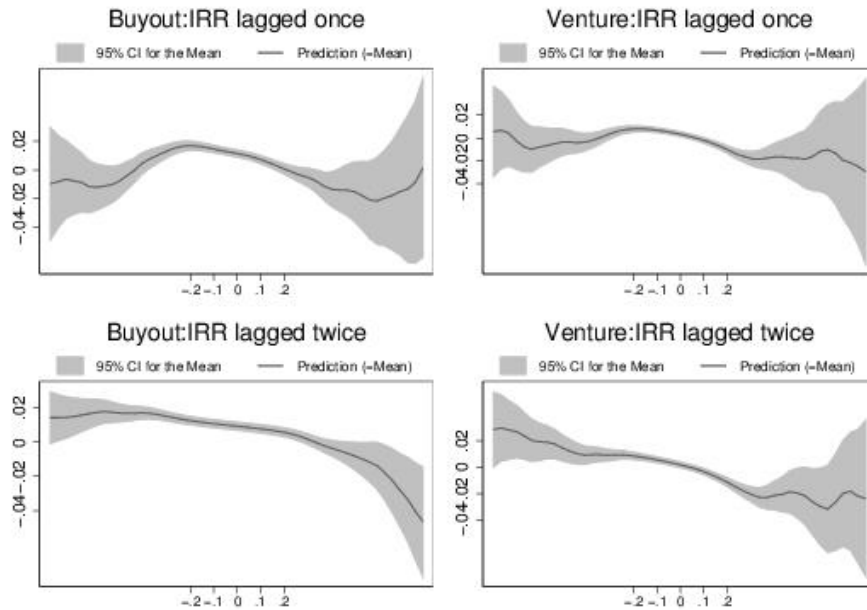 Buyout:IRR lagged once
95% CI for the Mean Prediction (=Mean)
.02
0
-.02
-.04
-.2 -.1 0 .1 .2
Venture:IRR lagged once
95% CI for the Mean Prediction (=Mean)
.02
0
-.02
-.04
-.2 -.1 0 .1 .2
Buyout:IRR lagged twice
95% CI for the Mean Prediction (=Mean)
.02
0
-.02
-.04
-.2 -.1 0 .1 .2
Venture:IRR lagged twice
95% CI for the Mean Prediction (=Mean)
.02
0
-.02
-.04
-.2 -.1 0 .1 .2